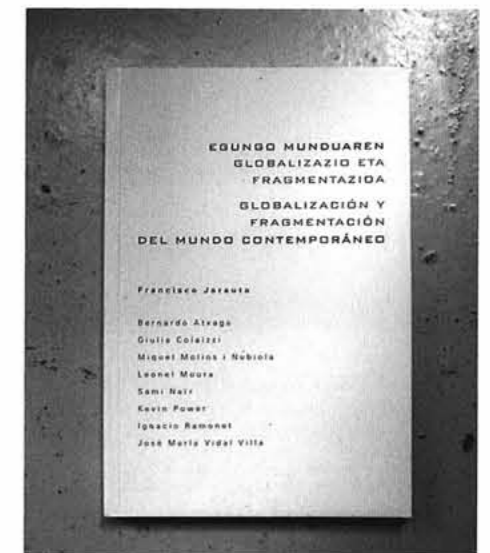 EGUNGO MUNDUAREN
GLOBALIZAZIO ETA
FRAGMENTAZIOA
GLOBALIZACIÓN Y
FRAGMENTACIÓN
DEL MUNDO CONTEMPORÁNEO
Francisco Jarauta
Bernardo Atxaga
Giulia Colaizzi
Miquel Molins i Nubiola
Leonel Moura
Sami Naïr
Kevin Power
Ignacio Ramonet
José María Vidal Villa